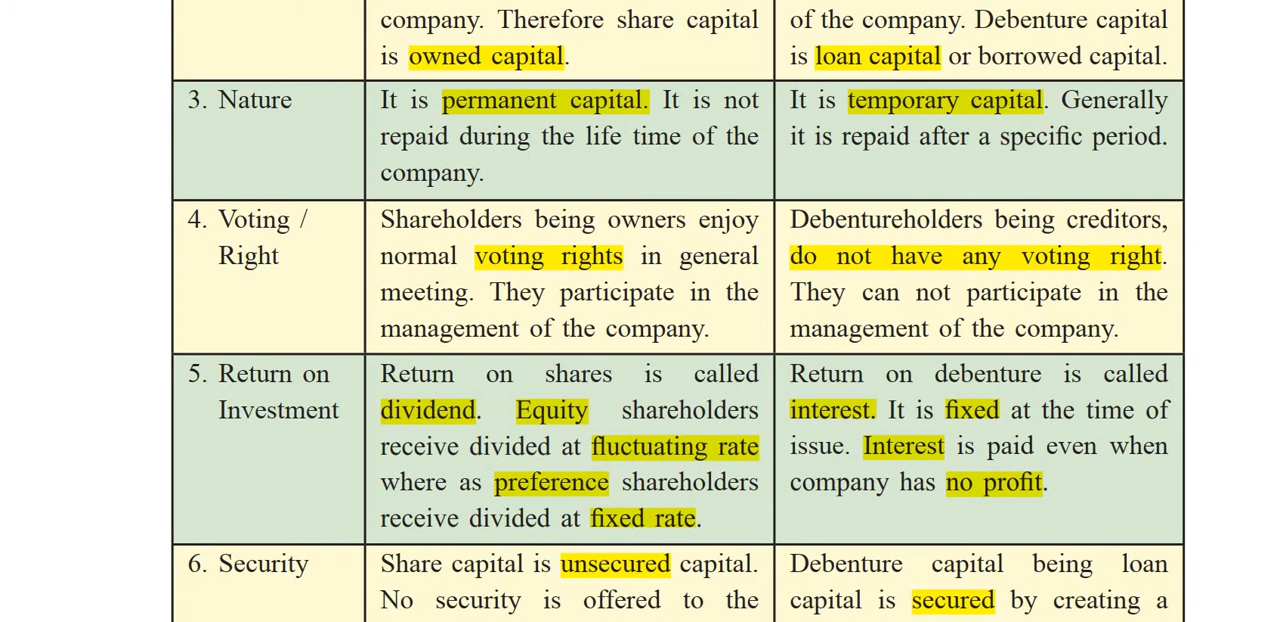 company. Therefore share capital
is owned capital.
of the company. Debenture capital
is loan capital or borrowed capital.
3. Nature
It is permanent capital. It is not
repaid during the life time of the
company.
It is temporary capital. Generally
it is repaid after a specific period.
4. Voting /
Right
Shareholders being owners enjoy
normal voting rights in general
meeting. They participate in the
management of the company.
Debentureholders being creditors,
do not have any voting right.
They can not participate in the
management of the company.
5. Return on
Investment
Return on shares is called
dividend. Equity shareholders
receive divided at fluctuating rate
where as preference shareholders
receive divided at fixed rate.
Return on debenture is called
interest. It is fixed at the time of
issue. Interest is paid even when
company has no profit.
6. Security
Share capital is unsecured capital.
No security is offered to the
Debenture capital being loan
capital is secured by creating a